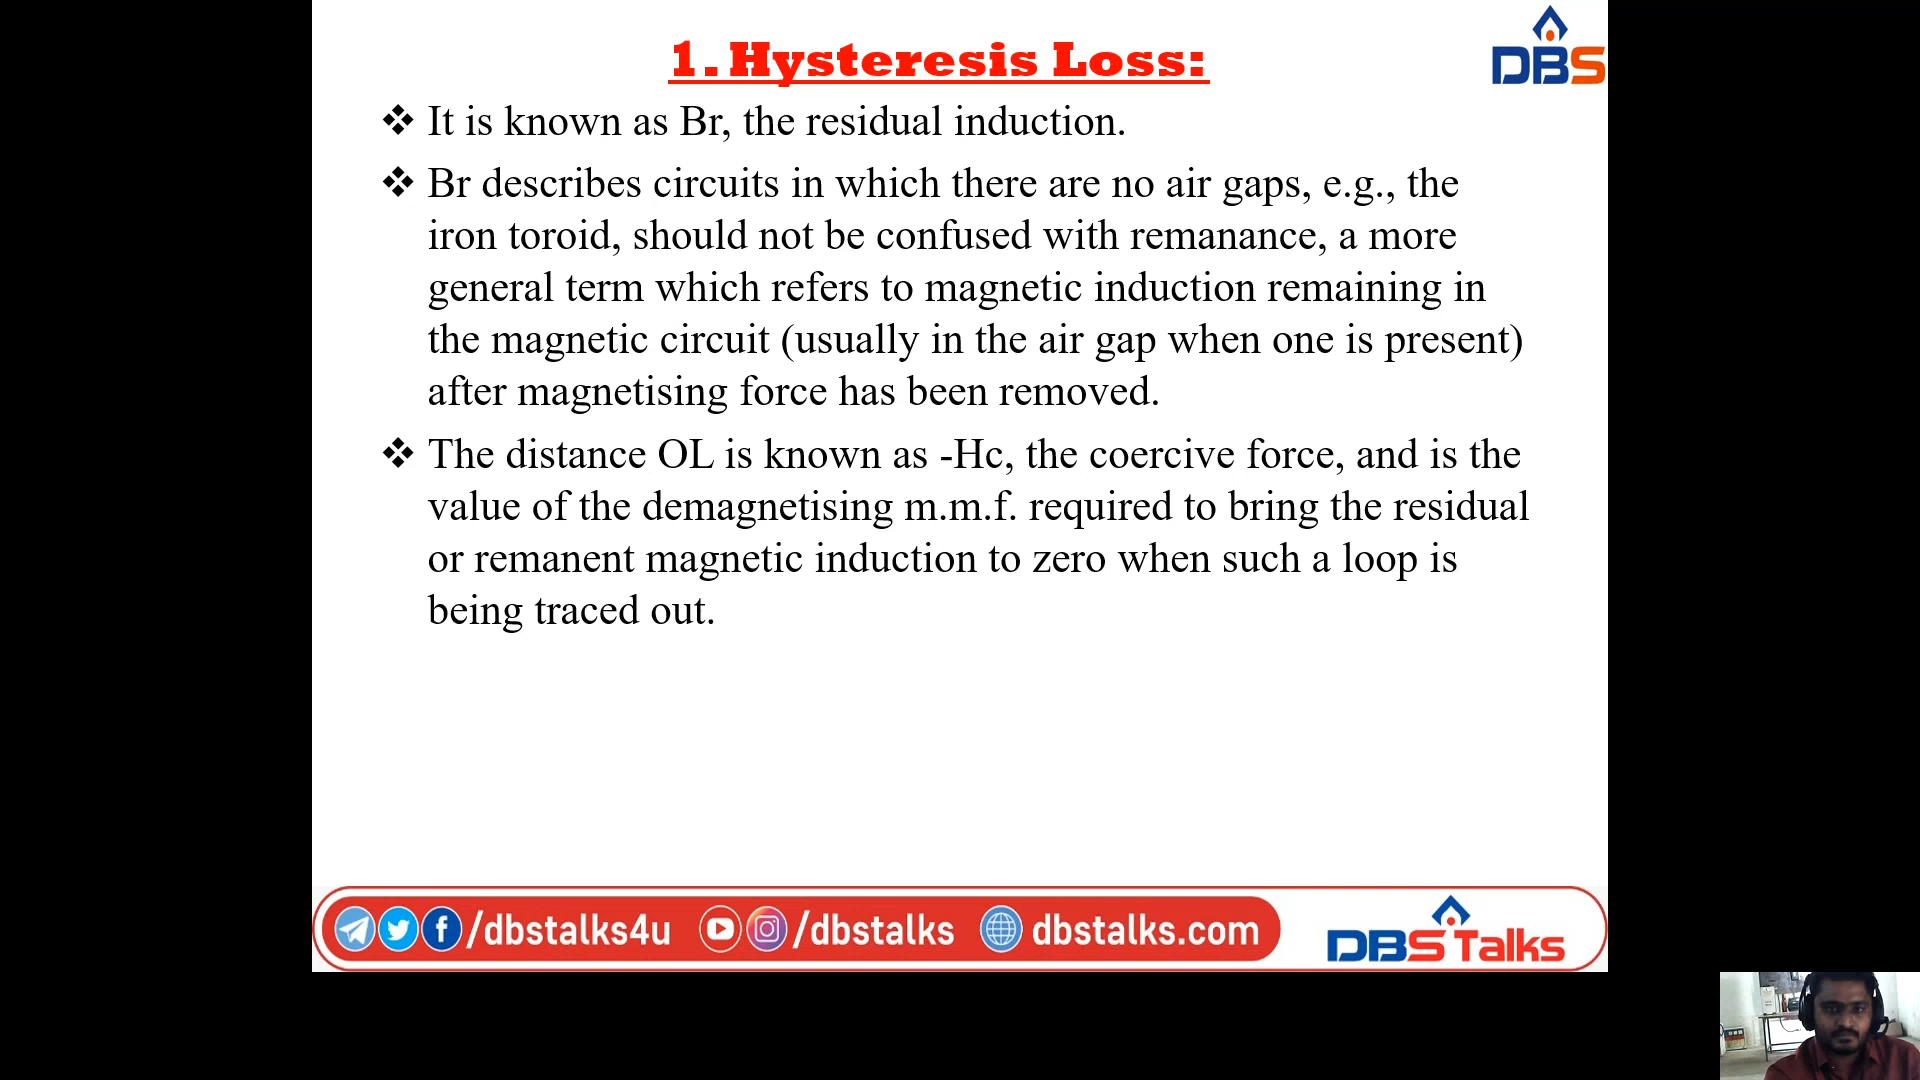 1. Hysteresis Loss:
DBS
❖ It is known as Br, the residual induction.
❖ Br describes circuits in which there are no air gaps, e.g., the
iron toroid, should not be confused with remanance, a more
general term which refers to magnetic induction remaining in
the magnetic circuit (usually in the air gap when one is present)
after magnetising force has been removed.
❖ The distance OL is known as -Hc, the coercive force, and is the
value of the demagnetising m.m.f. required to bring the residual
or remanent magnetic induction to zero when such a loop is
being traced out.
/dbstalks4u /dbstalks dbstalks.com
DBS Talks